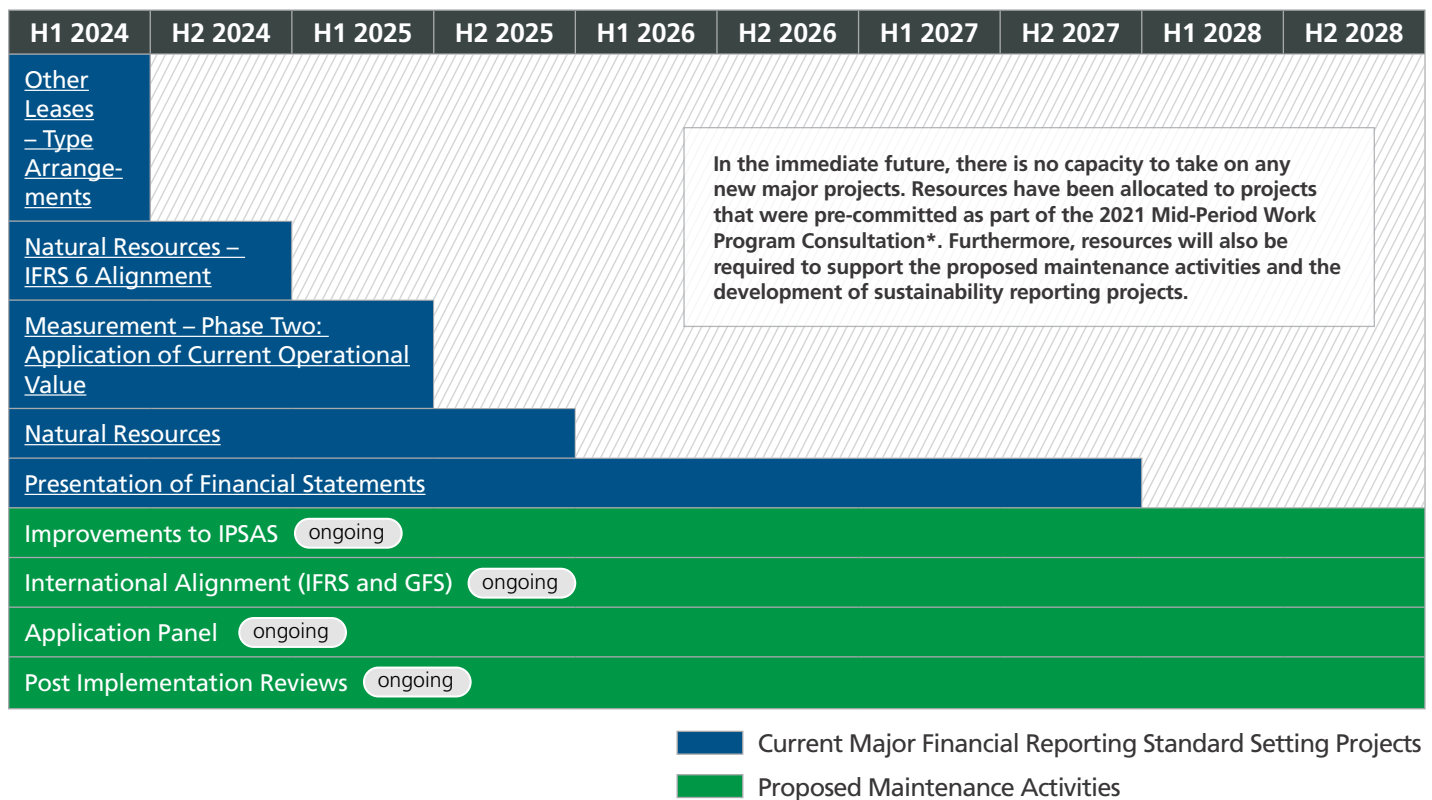 H1 2024 H2 2024 H1 2025 H2 2025 H1 2026 H2 2026 H1 2027 H2 2027 H1 2028 H2 2028
Other
Leases
– Type
Arrange-
ments
In the immediate future, there is no capacity to take on any
new major projects. Resources have been allocated to projects
that were pre-committed as part of the 2021 Mid-Period Work
Program Consultation*. Furthermore, resources will also be
required to support the proposed maintenance activities and the
development of sustainability reporting projects.
Natural Resources –
IFRS 6 Alignment
Measurement – Phase Two:
Application of Current Operational
Value
Natural Resources
Presentation of Financial Statements
Improvements to IPSAS ongoing
International Alignment (IFRS and GFS) ongoing
Application Panel ongoing
Post Implementation Reviews ongoing
Current Major Financial Reporting Standard Setting Projects
Proposed Maintenance Activities